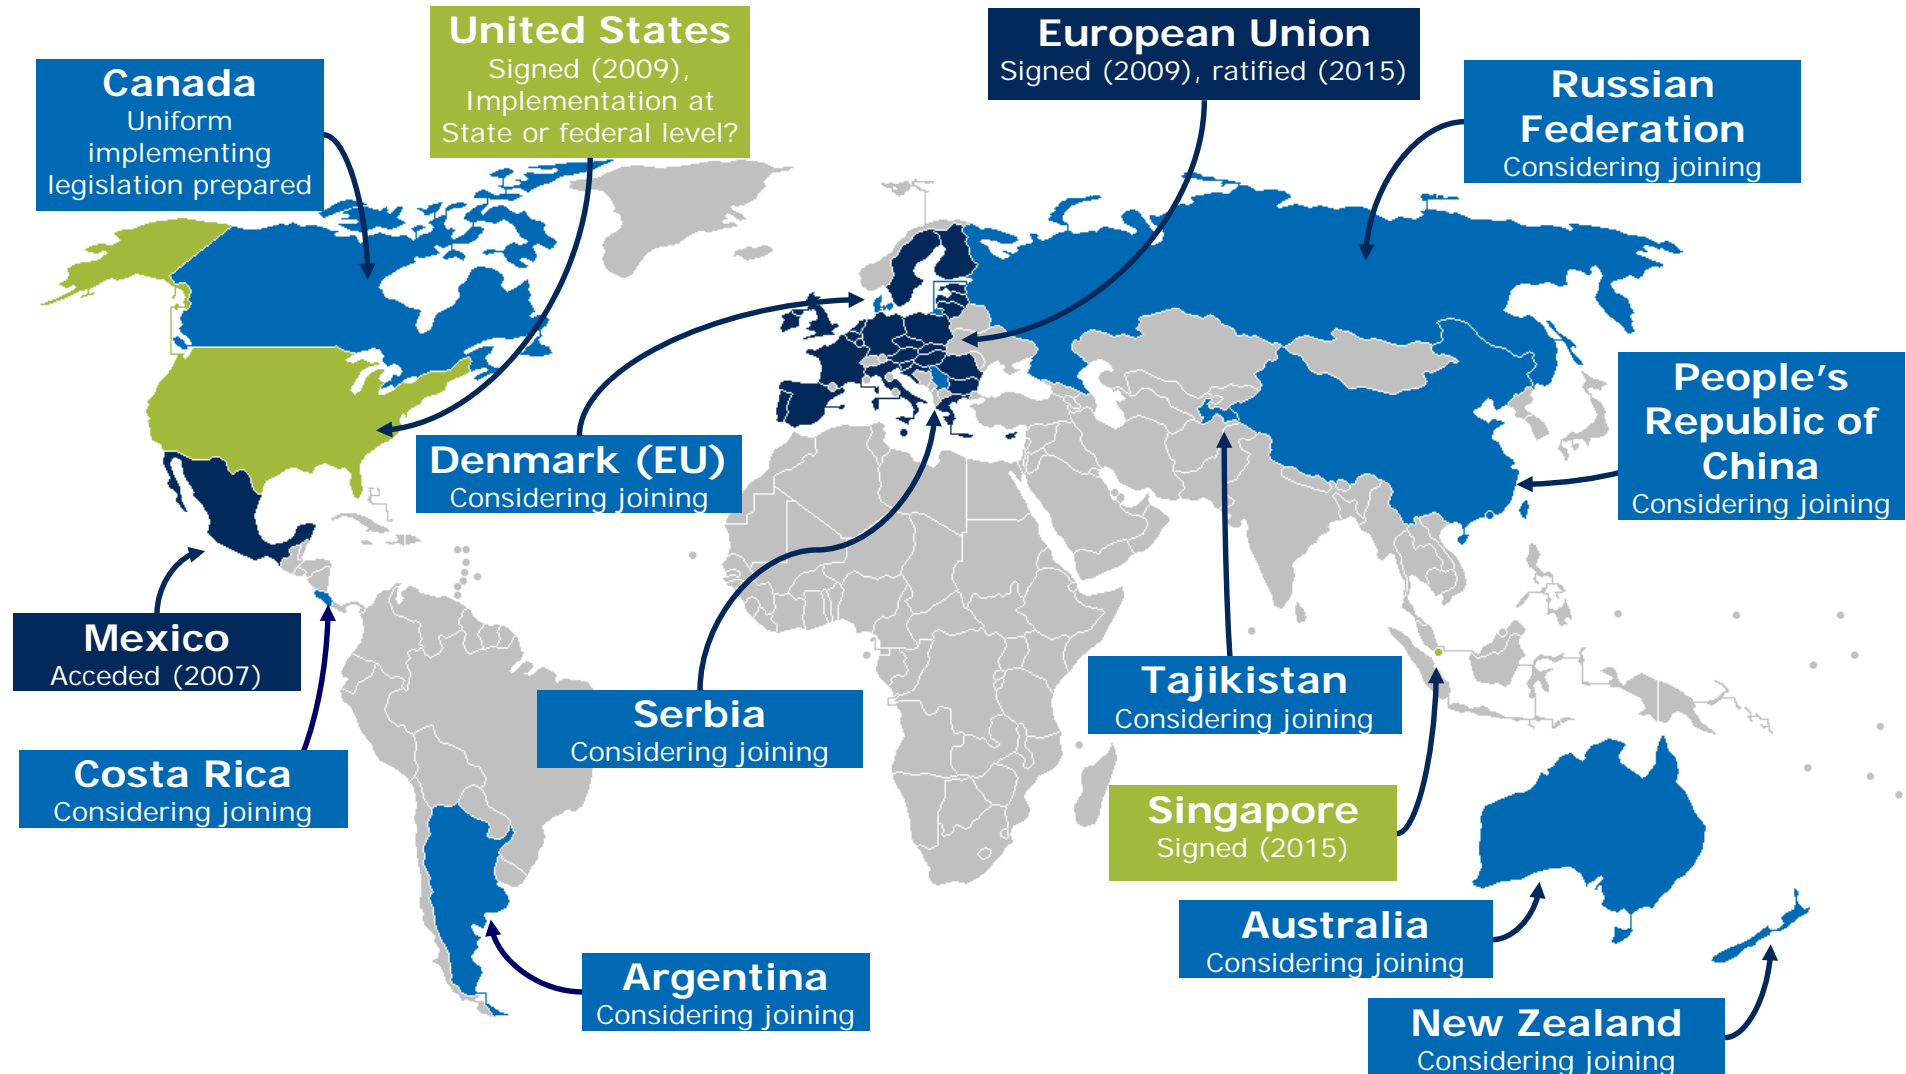 United States
Signed (2009),
Implementation at
State or federal level?
European Union
Signed (2009), ratified (2015)
Canada
Uniform
implementing
legislation prepared
Russian
Federation
Considering joining
People's
Republic of
China
Considering joining
Denmark (EU)
Considering joining
Mexico
Acceded (2007)
Serbia
Considering joining
Tajikistan
Considering joining
Costa Rica
Considering joining
Singapore
Signed (2015)
Australia
Considering joining
Argentina
Considering joining
New Zealand
Considering joining